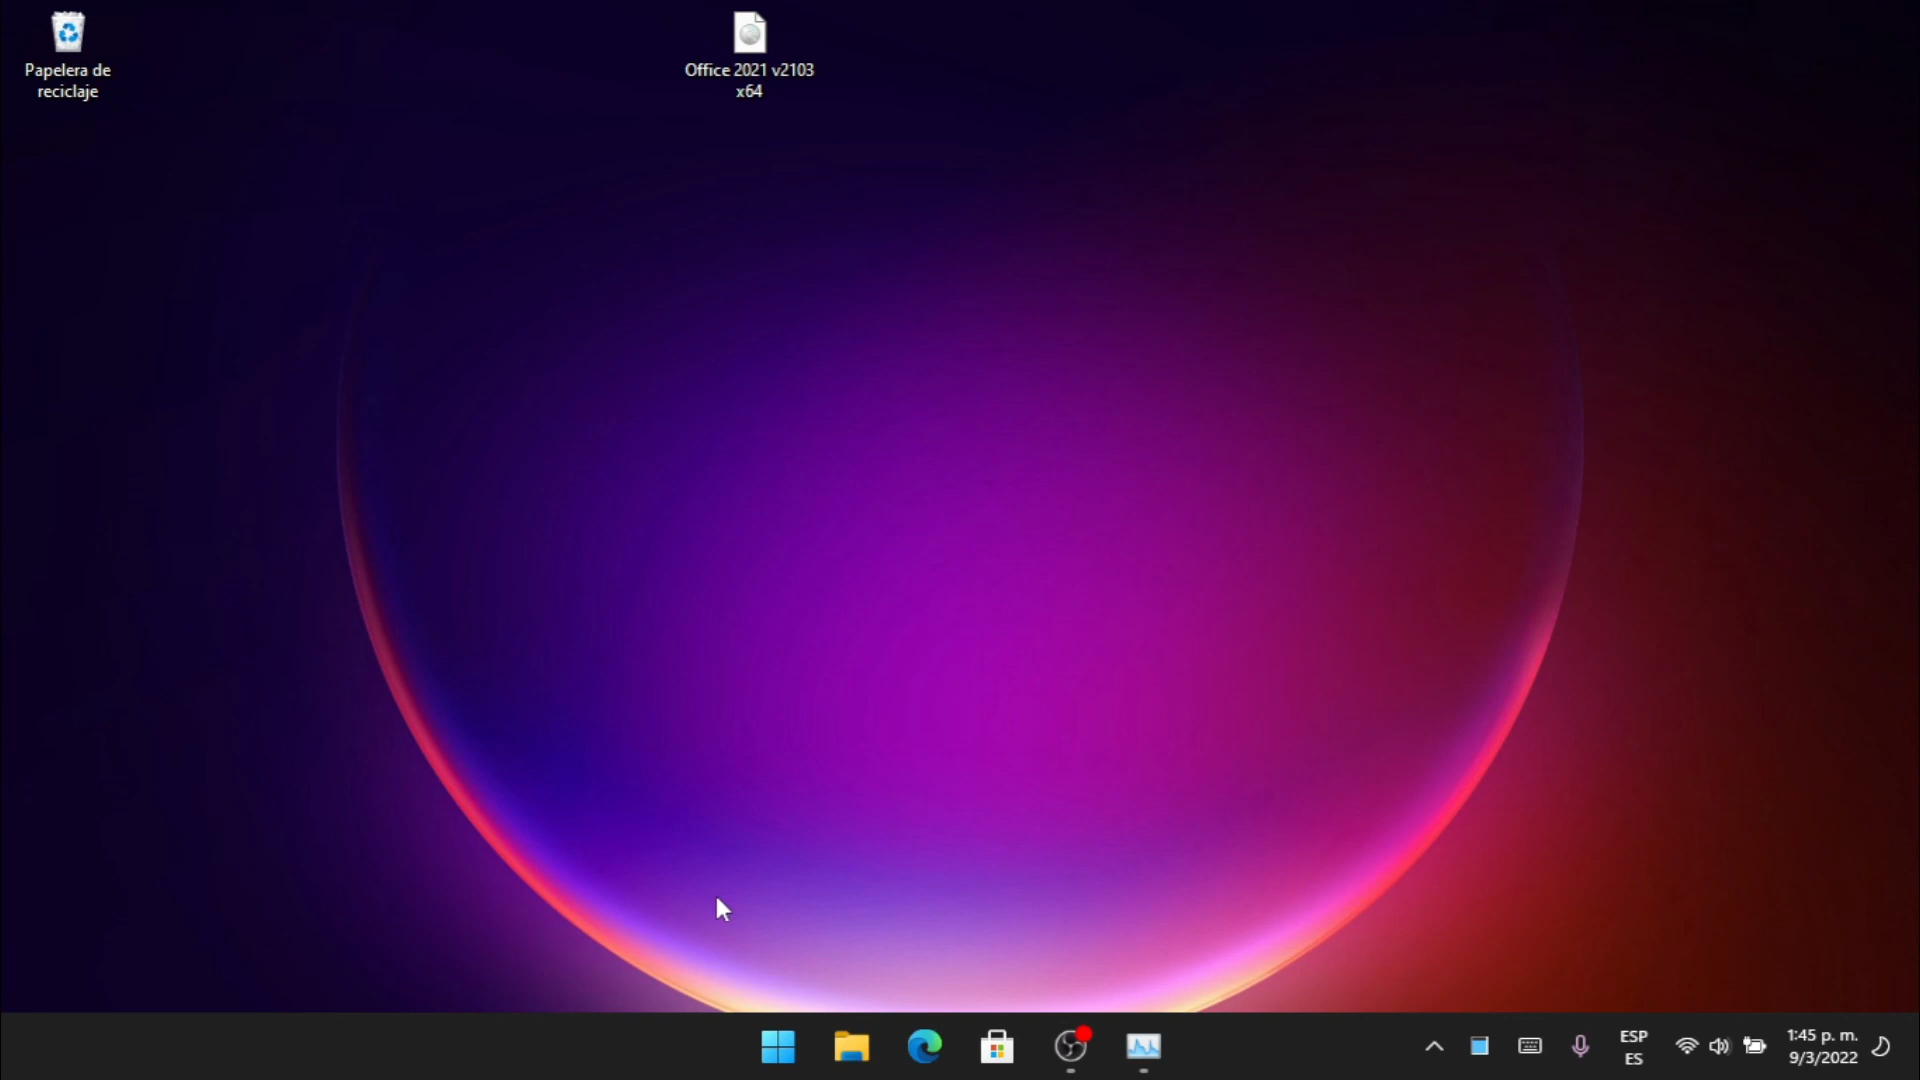 Papelera de
reciclaje
Office 2021 v2103
x64
ESP
ES
1:45 p. m.
9/3/2022